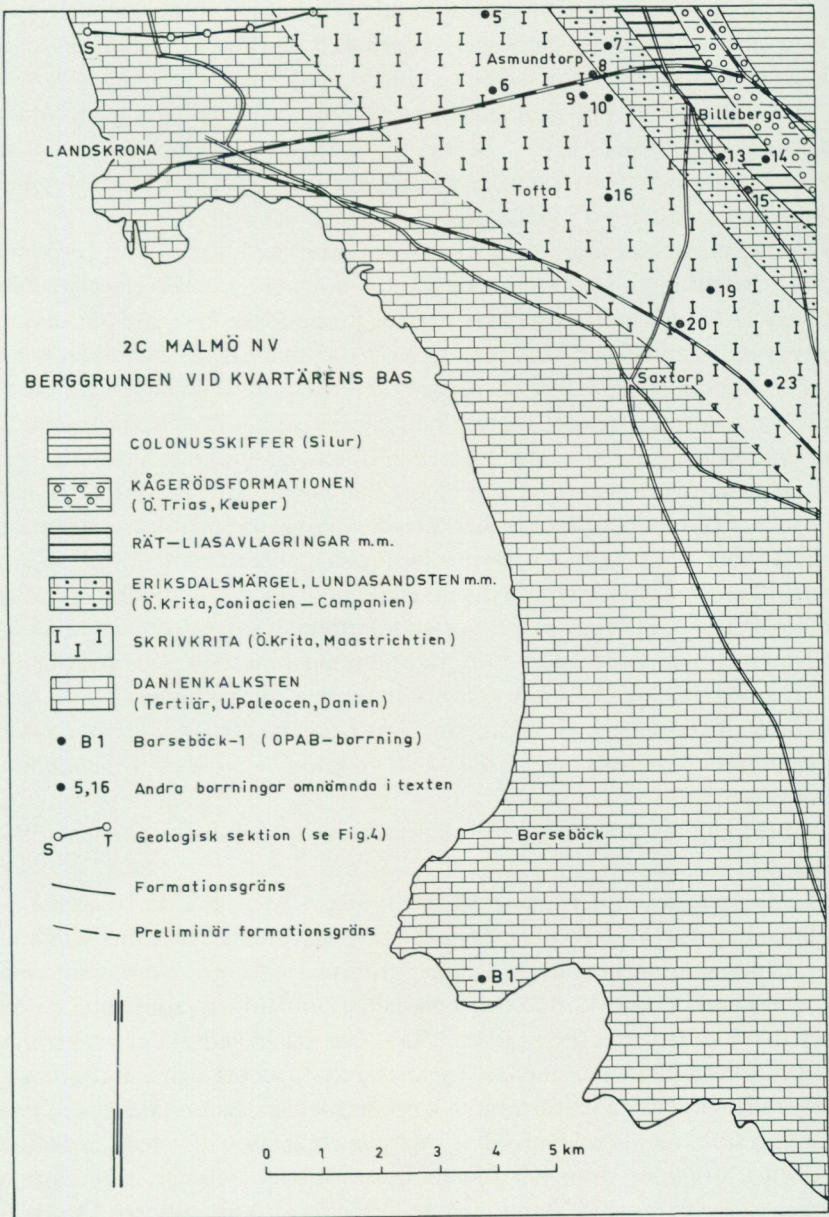 S
T
5
7
Asmundtorp
8
6
9
10
Billeberga
LANDSKRONA
13
14
Tofta
16
15
19
20
2C MALMÖ NV
BERGGRUNDEN VID KVARTÄRENS BAS
Saxtorp
23
COLONUSSKIFFER (Silur)
KÅGERÖDSFORMATIONEN
(Ö. Trias, Keuper)
RÄT–LIASAVLAGRINGAR m.m.
ERIKSDALSMÄRGEL, LUNDASANDSTEN m.m.
(Ö. Krita, Coniacien – Campanien)
SKRIVKRITA (Ö.Krita, Maastrichtien)
DANIENKALKSTEN
(Tertiär, U.Paleocen, Danien)
B 1 Barsebäck-1 (OPAB–borrning)
5,16 Andra borrningar omnämnda i texten
S T Geologisk sektion (se Fig.4)
Barsebäck
Formationsgräns
Preliminär formationsgräns
B1
0 1 2 3 4 5 km